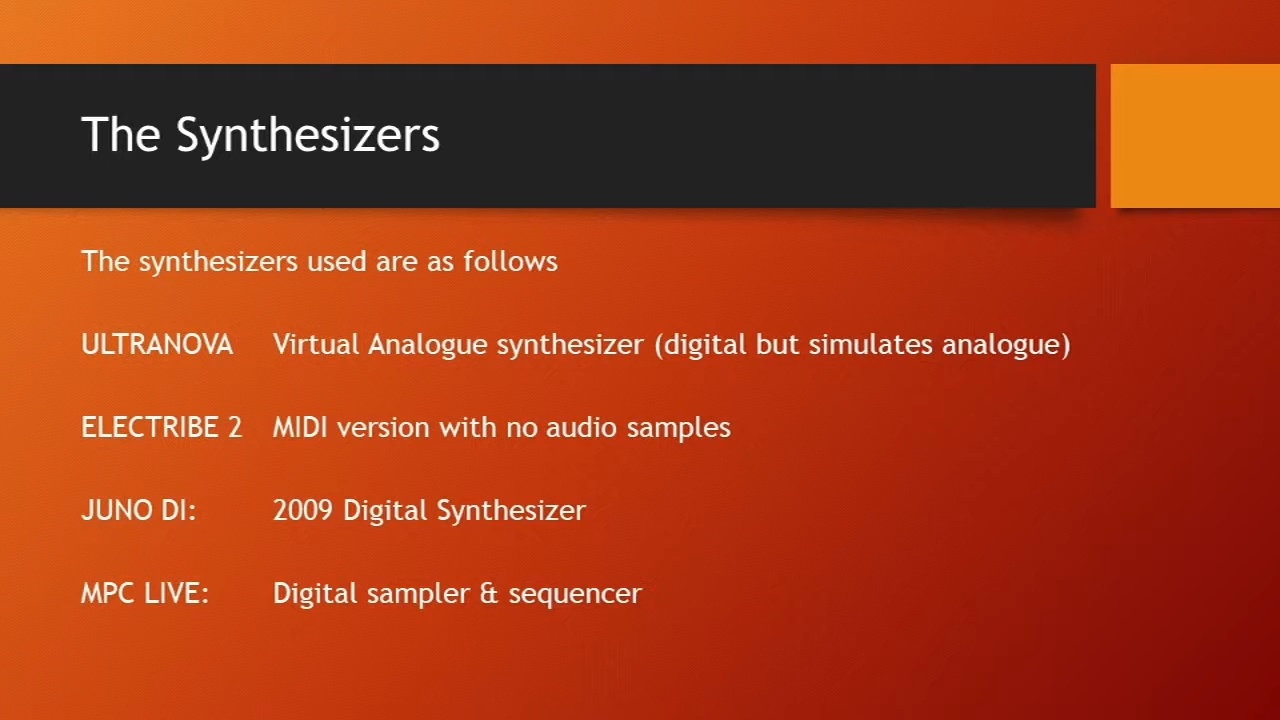 The Synthesizers
The synthesizers used are as follows
ULTRANOVA Virtual Analogue synthesizer (digital but simulates analogue)
ELECTRIBE 2 MIDI version with no audio samples
JUNO DI: 2009 Digital Synthesizer
MPC LIVE: Digital sampler & sequencer